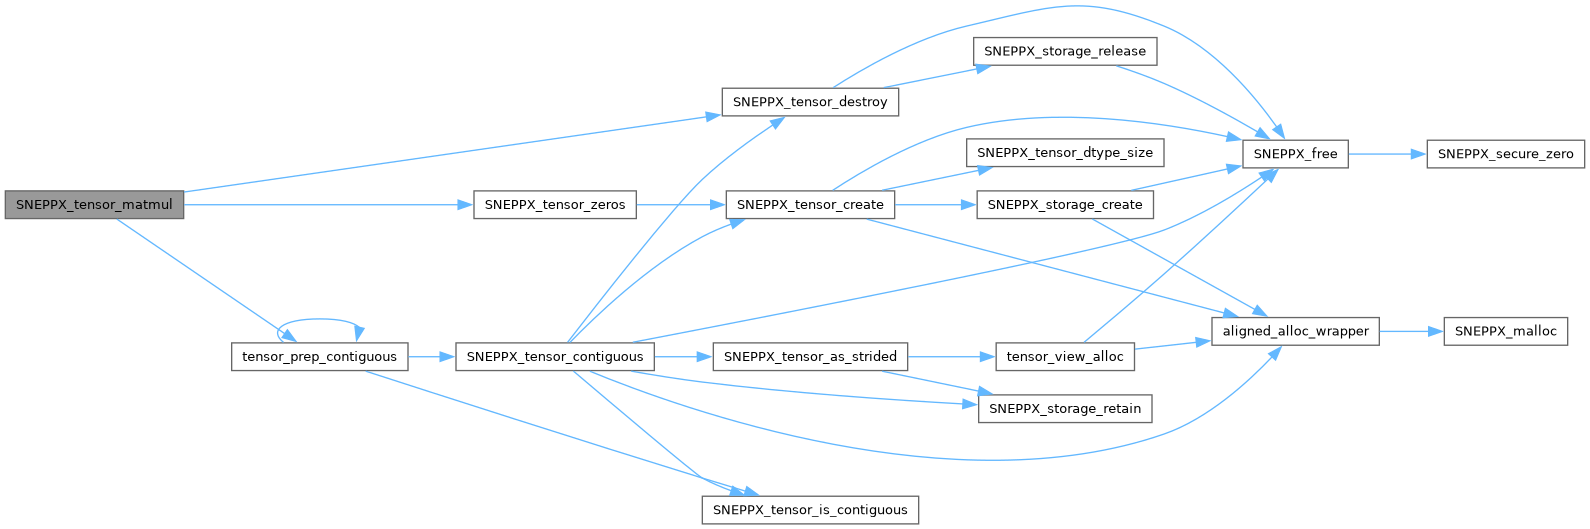 SNEPPX_tensor_matmul
SNEPPX_tensor_destroy
SNEPPX_tensor_zeros
tensor_prep_contiguous
SNEPPX_tensor_contiguous
SNEPPX_tensor_create
SNEPPX_tensor_as_strided
SNEPPX_tensor_is_contiguous
SNEPPX_storage_release
SNEPPX_tensor_dtype_size
SNEPPX_storage_create
tensor_view_alloc
SNEPPX_storage_retain
SNEPPX_free
aligned_alloc_wrapper
SNEPPX_secure_zero
SNEPPX_malloc